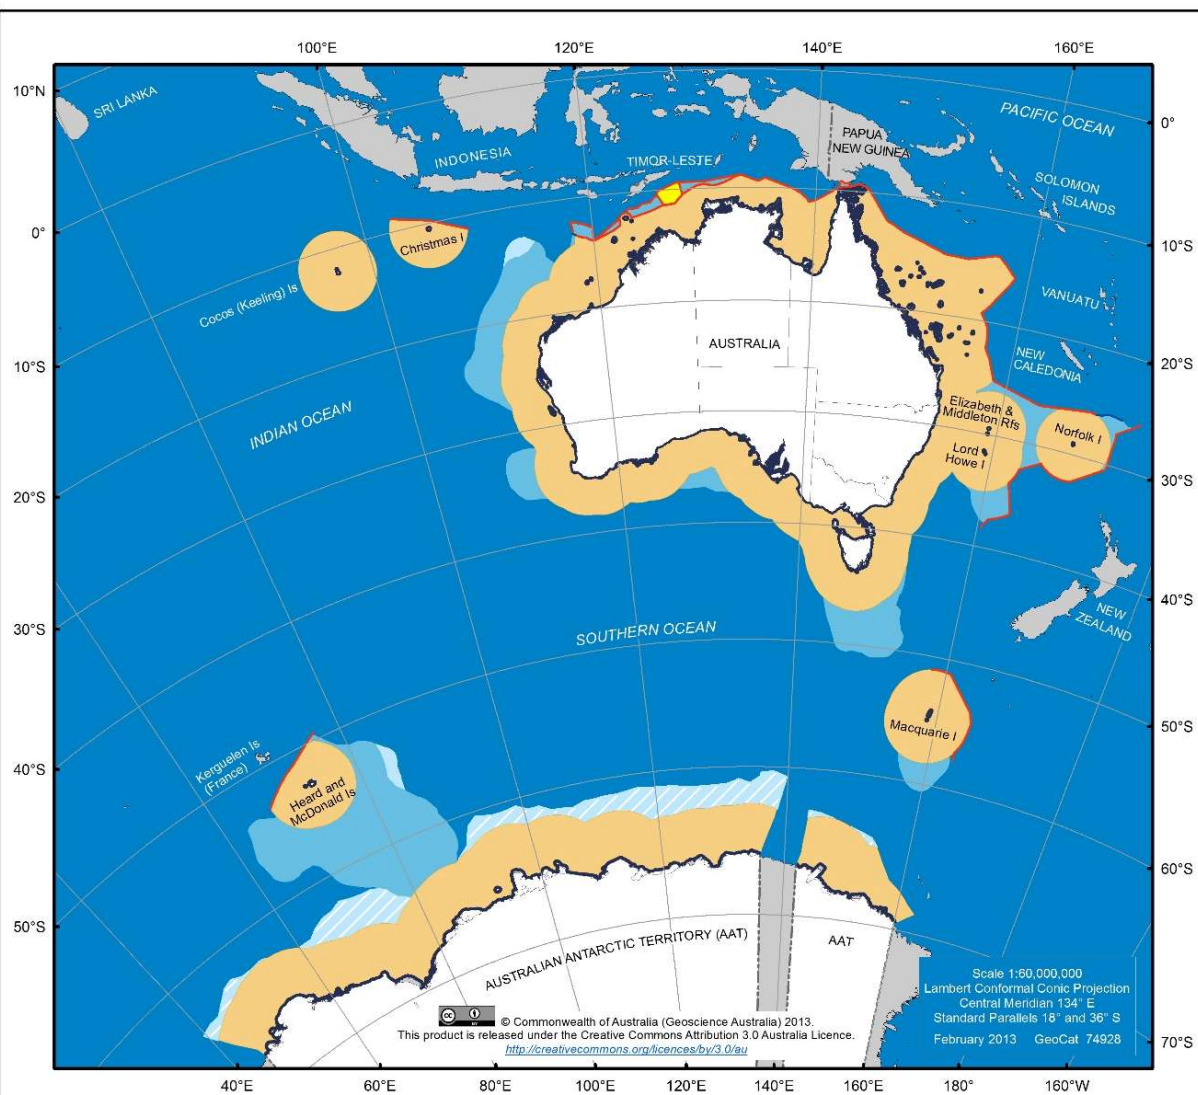 100°E
120°E
140°E
160°E
10°N
SRI LANKA
PACIFIC OCEAN
0°
PAPUA
NEW GUINEA
INDONESIA
TIMOR-LESTE
SOLOMON
ISLANDS
0°
Christmas I
10°S
Cocos (Keeling) Is
VANUATU
AUSTRALIA
NEW
CALEDONIA
10°S
20°S
INDIAN OCEAN
Elizabeth &
Middleton Rfs
Norfolk I
Lord
Howe I
20°S
30°S
40°S
NEW
ZEALAND
30°S
SOUTHERN OCEAN
Macquarie I
50°S
Kerguelen Is
(France)
40°S
Heard and
McDonald Is
60°S
50°S
AUSTRALIAN ANTARCTIC TERRITORY (AAT)
AAT
Scale 1:60,000,000
Lambert Conformal Conic Projection
Central Meridian 134° E
Standard Parallels 18° and 36° S
February 2013 GeoCat 74928
cc BY
© Commonwealth of Australia (Geoscience Australia) 2013.
This product is released under the Creative Commons Attribution 3.0 Australia Licence.
http://creativecommons.org/licences/by/3.0/au
70°S
40°E
60°E
80°E
100°E
120°E
140°E
160°E
180°
160°W